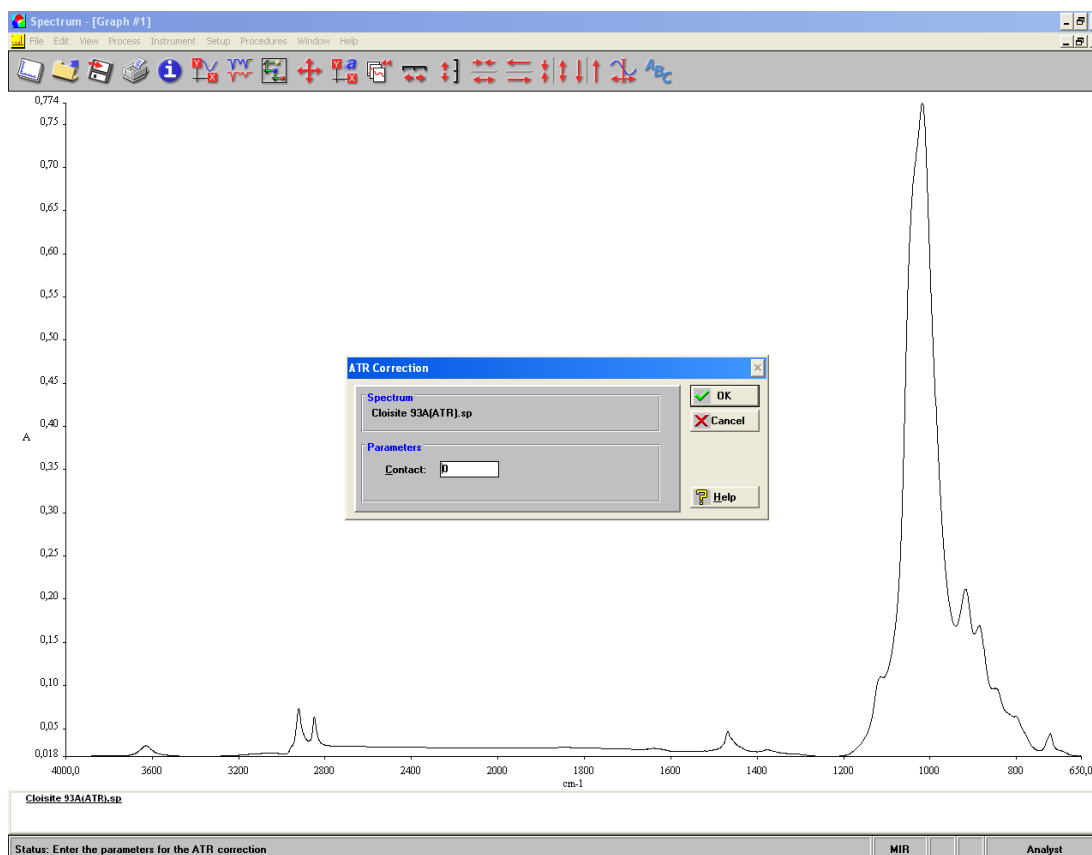 Spectrum - [Graph #1]
File Edit View Process Instrument Setup Procedures Window Help
ABC
0,774
0,75
0,70
0,65
0,60
0,55
0,50
0,45
0,40
0,35
0,30
0,25
0,20
0,15
0,10
0,05
0,018
A
ATR Correction
Spectrum
Cloisite 93A(ATR).sp
Parameters
Contact: 0
OK
Cancel
Help
4000,0 3600 3200 2800 2400 2000 1800 1600 1400 1200 1000 800 650,0
cm-1
Cloisite 93A(ATR).sp
Status: Enter the parameters for the ATR correction MIR Analyst